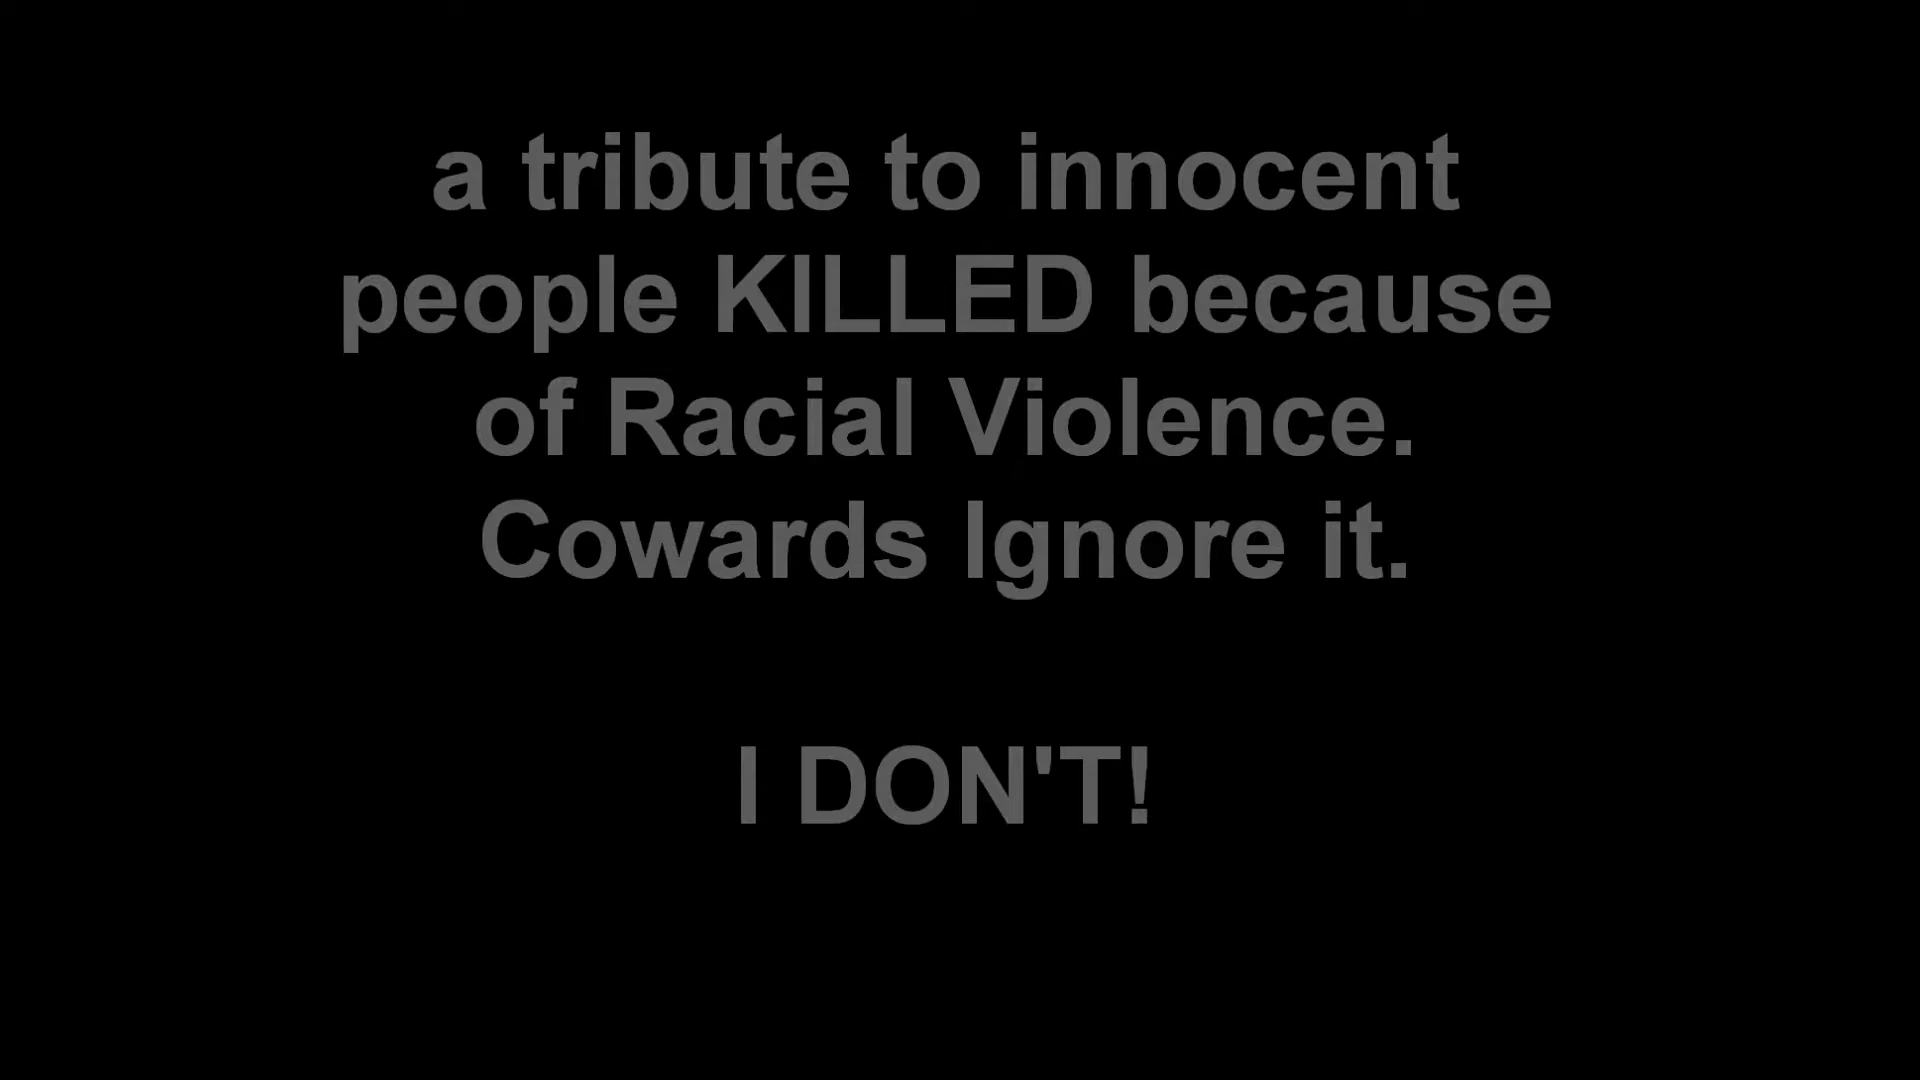 a tribute to innocent
people KILLED because
of Racial Violence.
Cowards Ignore it.
I DON'T!